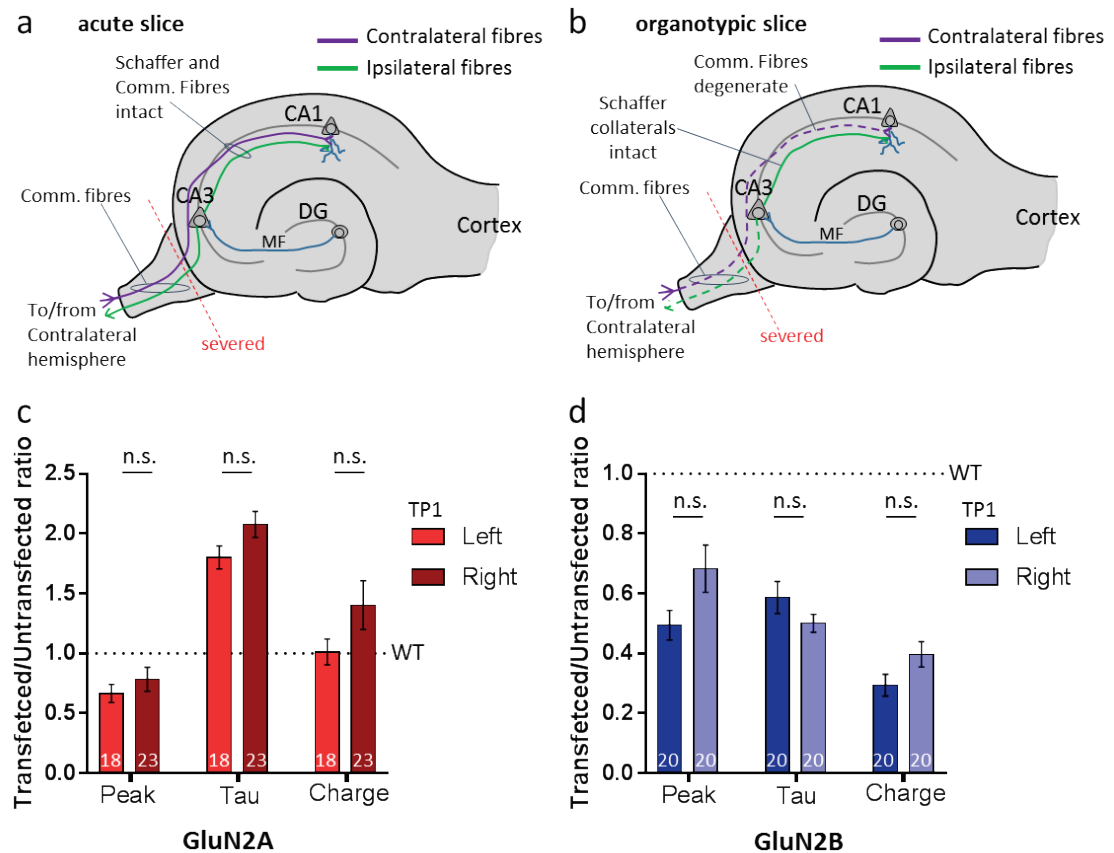 a
acute slice
Contralateral fibres
Ipsilateral fibres
Schaffer and
Comm. Fibres
intact
CA1
Comm. fibres
CA3
DG
MF
Cortex
To/from
Contralateral
hemisphere
severed
b
organotypic slice
Contralateral fibres
Ipsilateral fibres
Comm. Fibres
degenerate
Schaffer
collaterals
intact
CA1
Comm. fibres
CA3
DG
MF
Cortex
To/from
Contralateral
hemisphere
severed
c
Transfetced/Untransfected ratio
2.5
2.0
1.5
1.0
0.5
0.0
n.s.
n.s.
n.s.
TP1
Left
Right
WT
18
23
18
23
18
23
Peak
Tau
Charge
GluN2A
d
Transfetced/Untransfected ratio
1.0
0.8
0.6
0.4
0.2
0.0
WT
n.s.
n.s.
n.s.
TP1
Left
Right
20
20
20
20
20
20
Peak
Tau
Charge
GluN2B